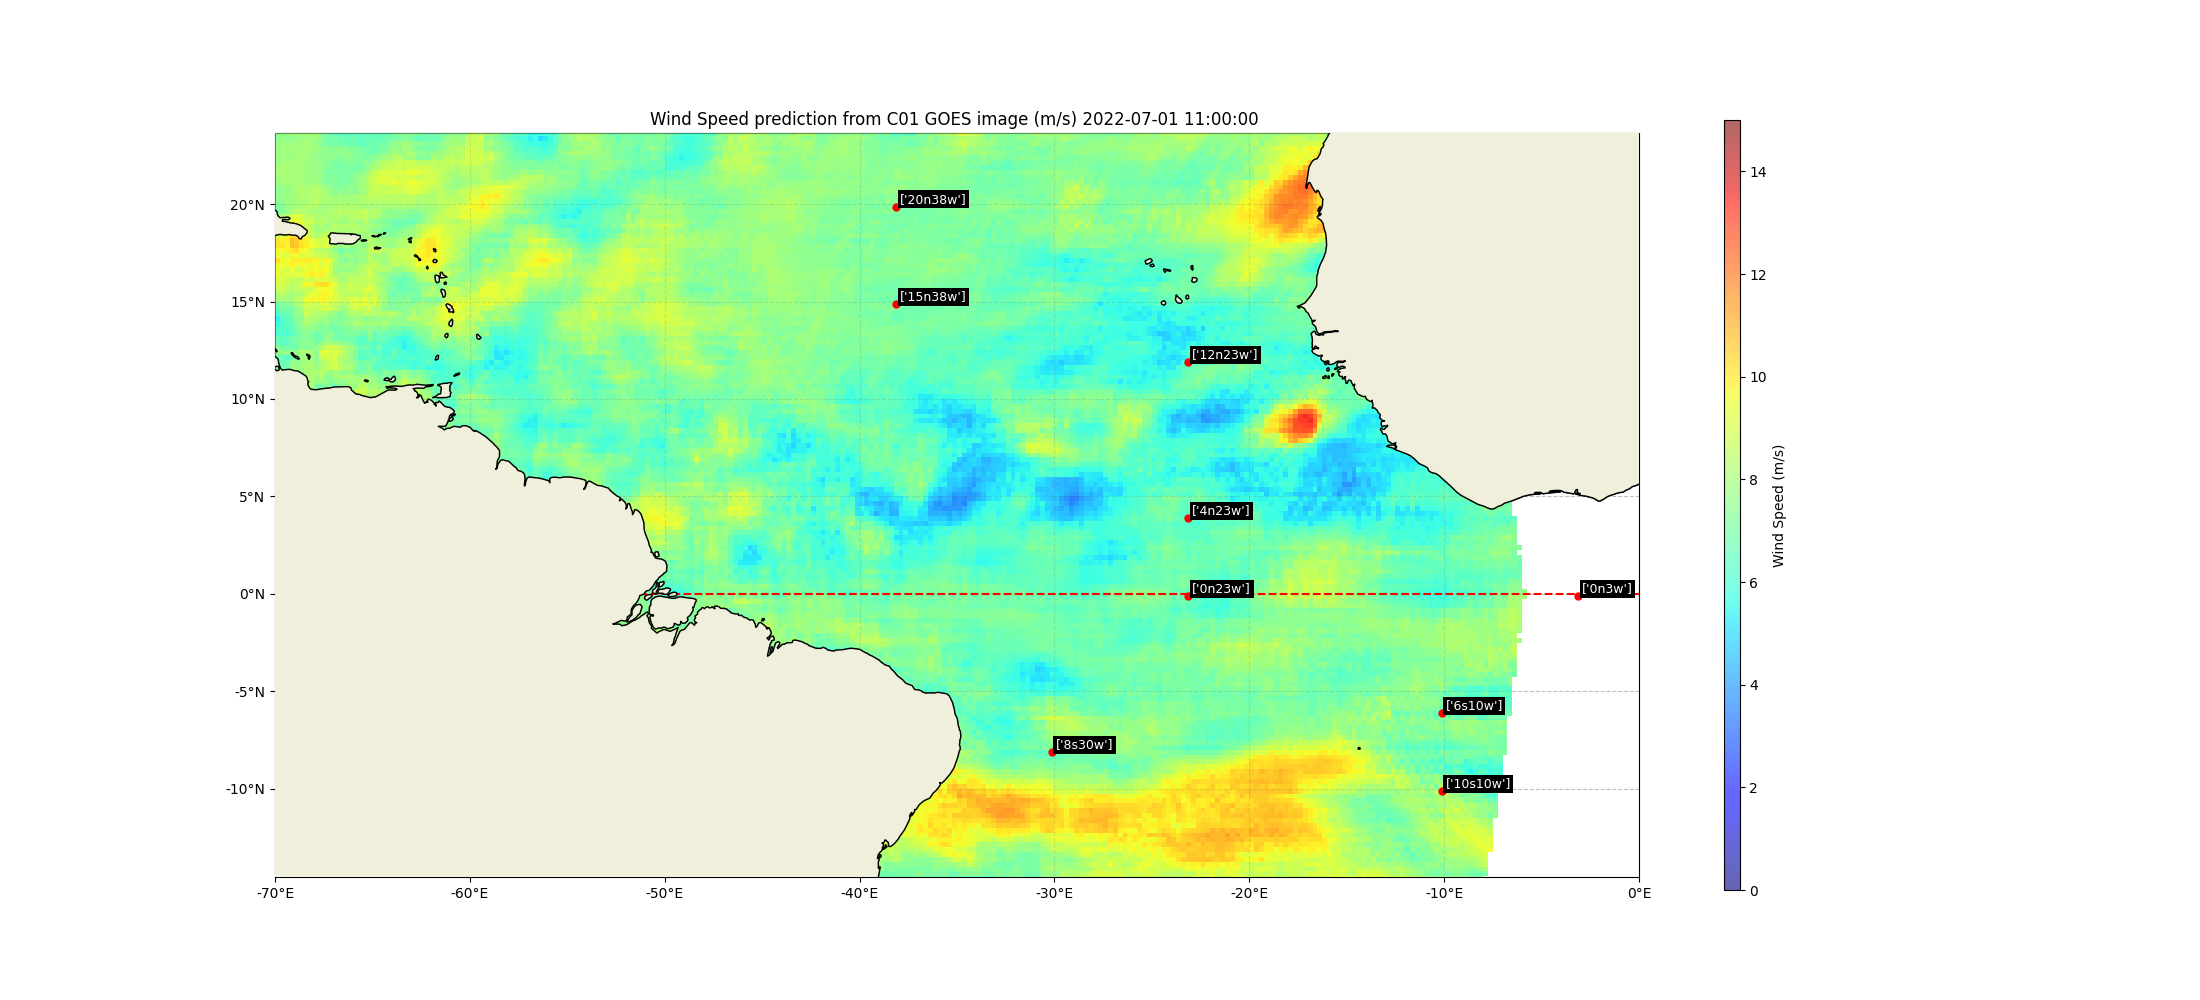 Wind Speed prediction from C01 GOES image (m/s) 2022-07-01 11:00:00
14
20°N
['20n38w']
12
15°N
['15n38w']
['12n23w']
10
10°N
Wind Speed (m/s)
8
5°N
['4n23w']
6
0°N
['0n23w']
['0n3w']
4
-5°N
['6s10w']
['8s30w']
2
-10°N
['10s10w']
0
-70°E -60°E -50°E -40°E -30°E -20°E -10°E 0°E